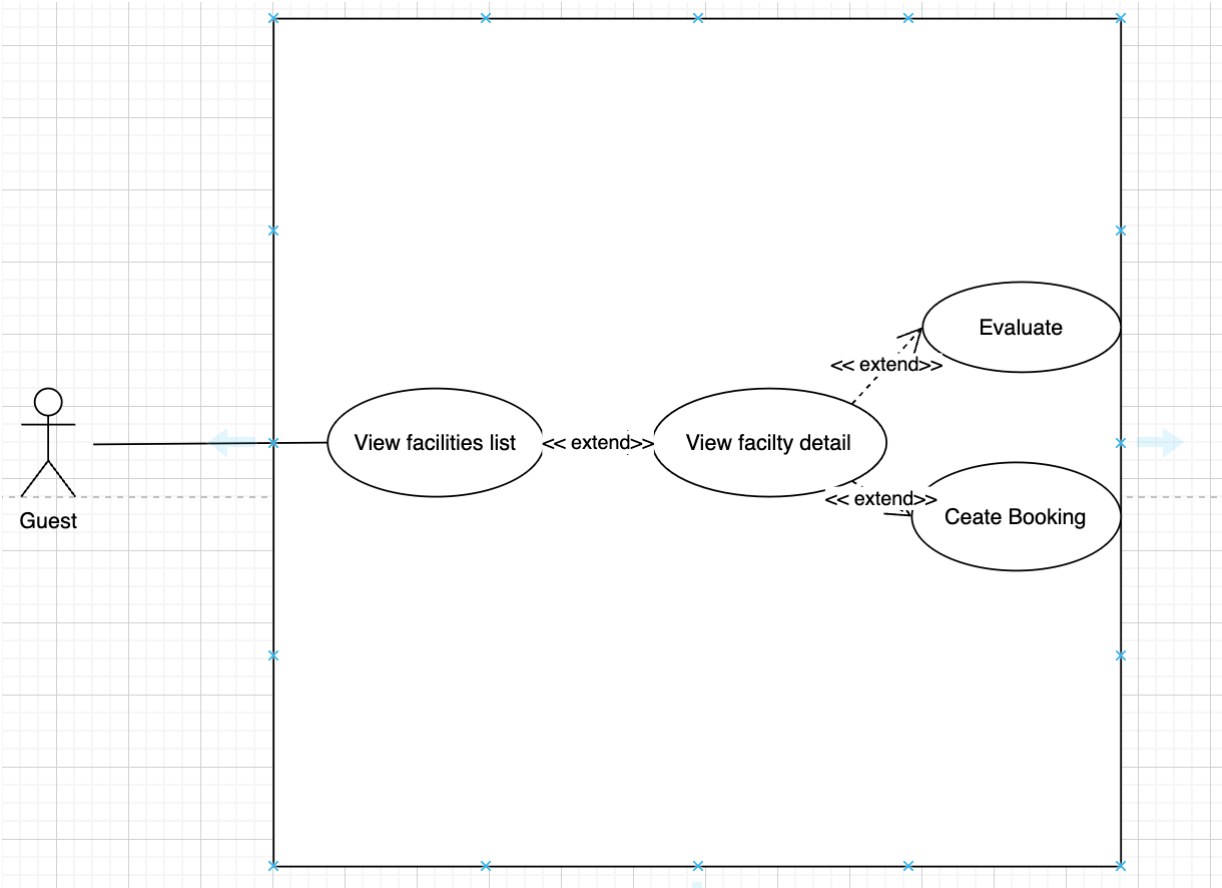 Evaluate
<< extend>>
View facilities list
<< extend>>
View facilty detail
<< extend>>
Ceate Booking
Guest